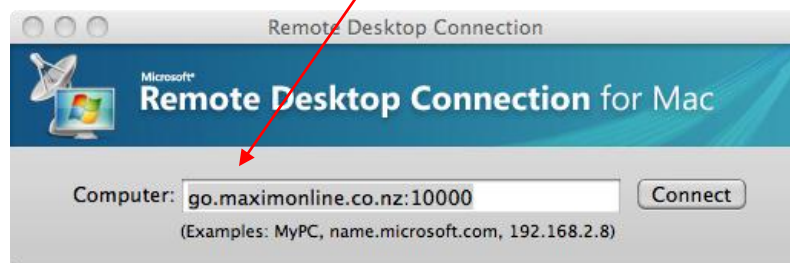 Remote Desktop Connection
Microsoft®
Remote Desktop Connection for Mac
Computer: go.maximonline.co.nz:10000 Connect
(Examples: MyPC, name.microsoft.com, 192.168.2.8)